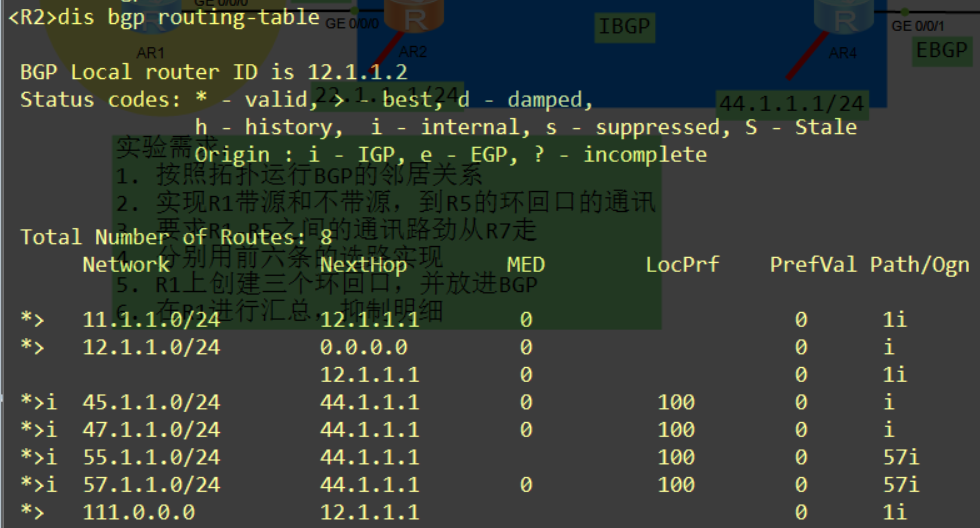 <R2>dis bgp routing-table
GE 0/0/0
GE 0/0/0
GE 0/0/1
AR1
AR2
IBGP
AR4
EBGP
BGP Local router ID is 12.1.1.2
22.1.1.1/24
Status codes: * - valid, > - best, d - damped,
44.1.1.1/24
h - history, i - internal, s - suppressed, S - Stale
实验需求
Origin : i - IGP, e - EGP, ? - incomplete
1. 按照拓扑运行BGP的邻居关系
2. 实现R1带源和不带源，到R5的环回口的通讯
3. 要求R1 R5之间的通讯路劲从R7走
Total Number of Routes: 8
4. 分别用前六条的选路实现
Network NextHop MED LocPrf PrefVal Path/Ogn
5. R1上创建三个环回口，并放进BGP
6. 在R1进行汇总，抑制明细
*> 11.1.1.0/24 12.1.1.1 0 0 1i
*> 12.1.1.0/24 0.0.0.0 0 0 i
12.1.1.1 0 0 1i
*>i 45.1.1.0/24 44.1.1.1 0 100 0 i
*>i 47.1.1.0/24 44.1.1.1 0 100 0 i
*>i 55.1.1.0/24 44.1.1.1 100 0 57i
*>i 57.1.1.0/24 44.1.1.1 0 100 0 57i
*> 111.0.0.0 12.1.1.1 0 1i